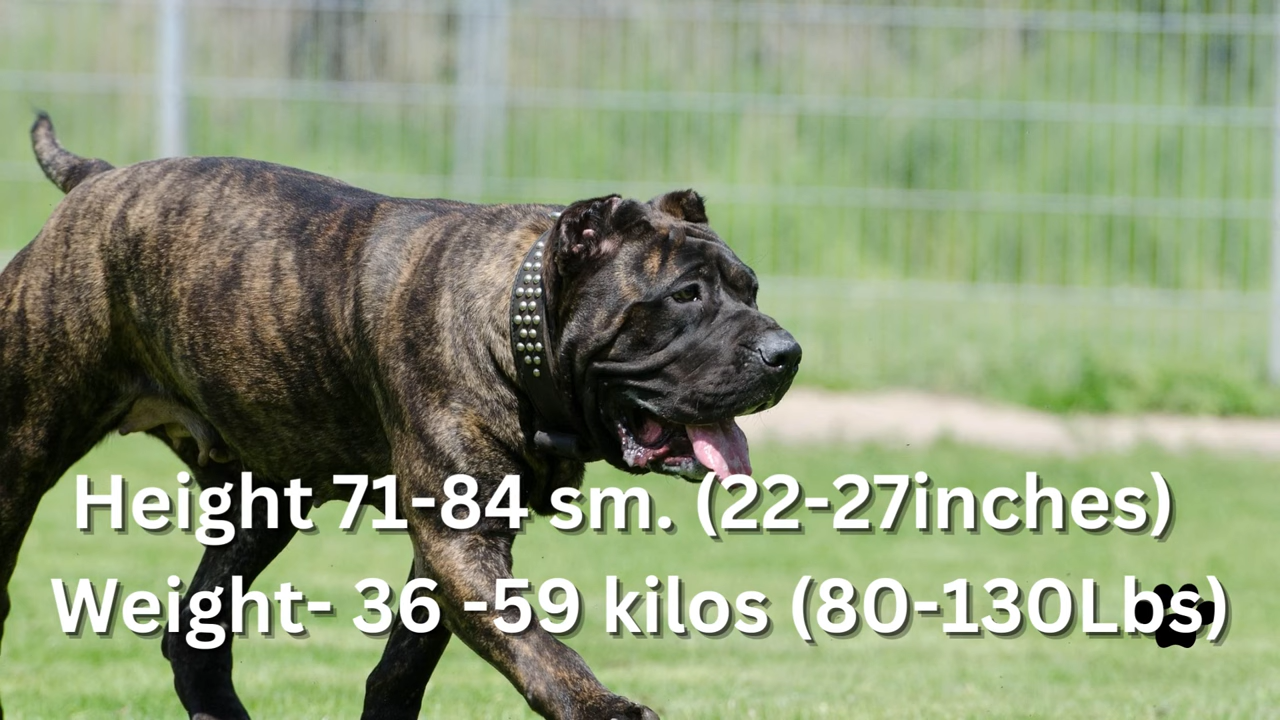 Height 71-84 sm. (22-27inches)
Weight- 36 -59 kilos (80-130Lbs)